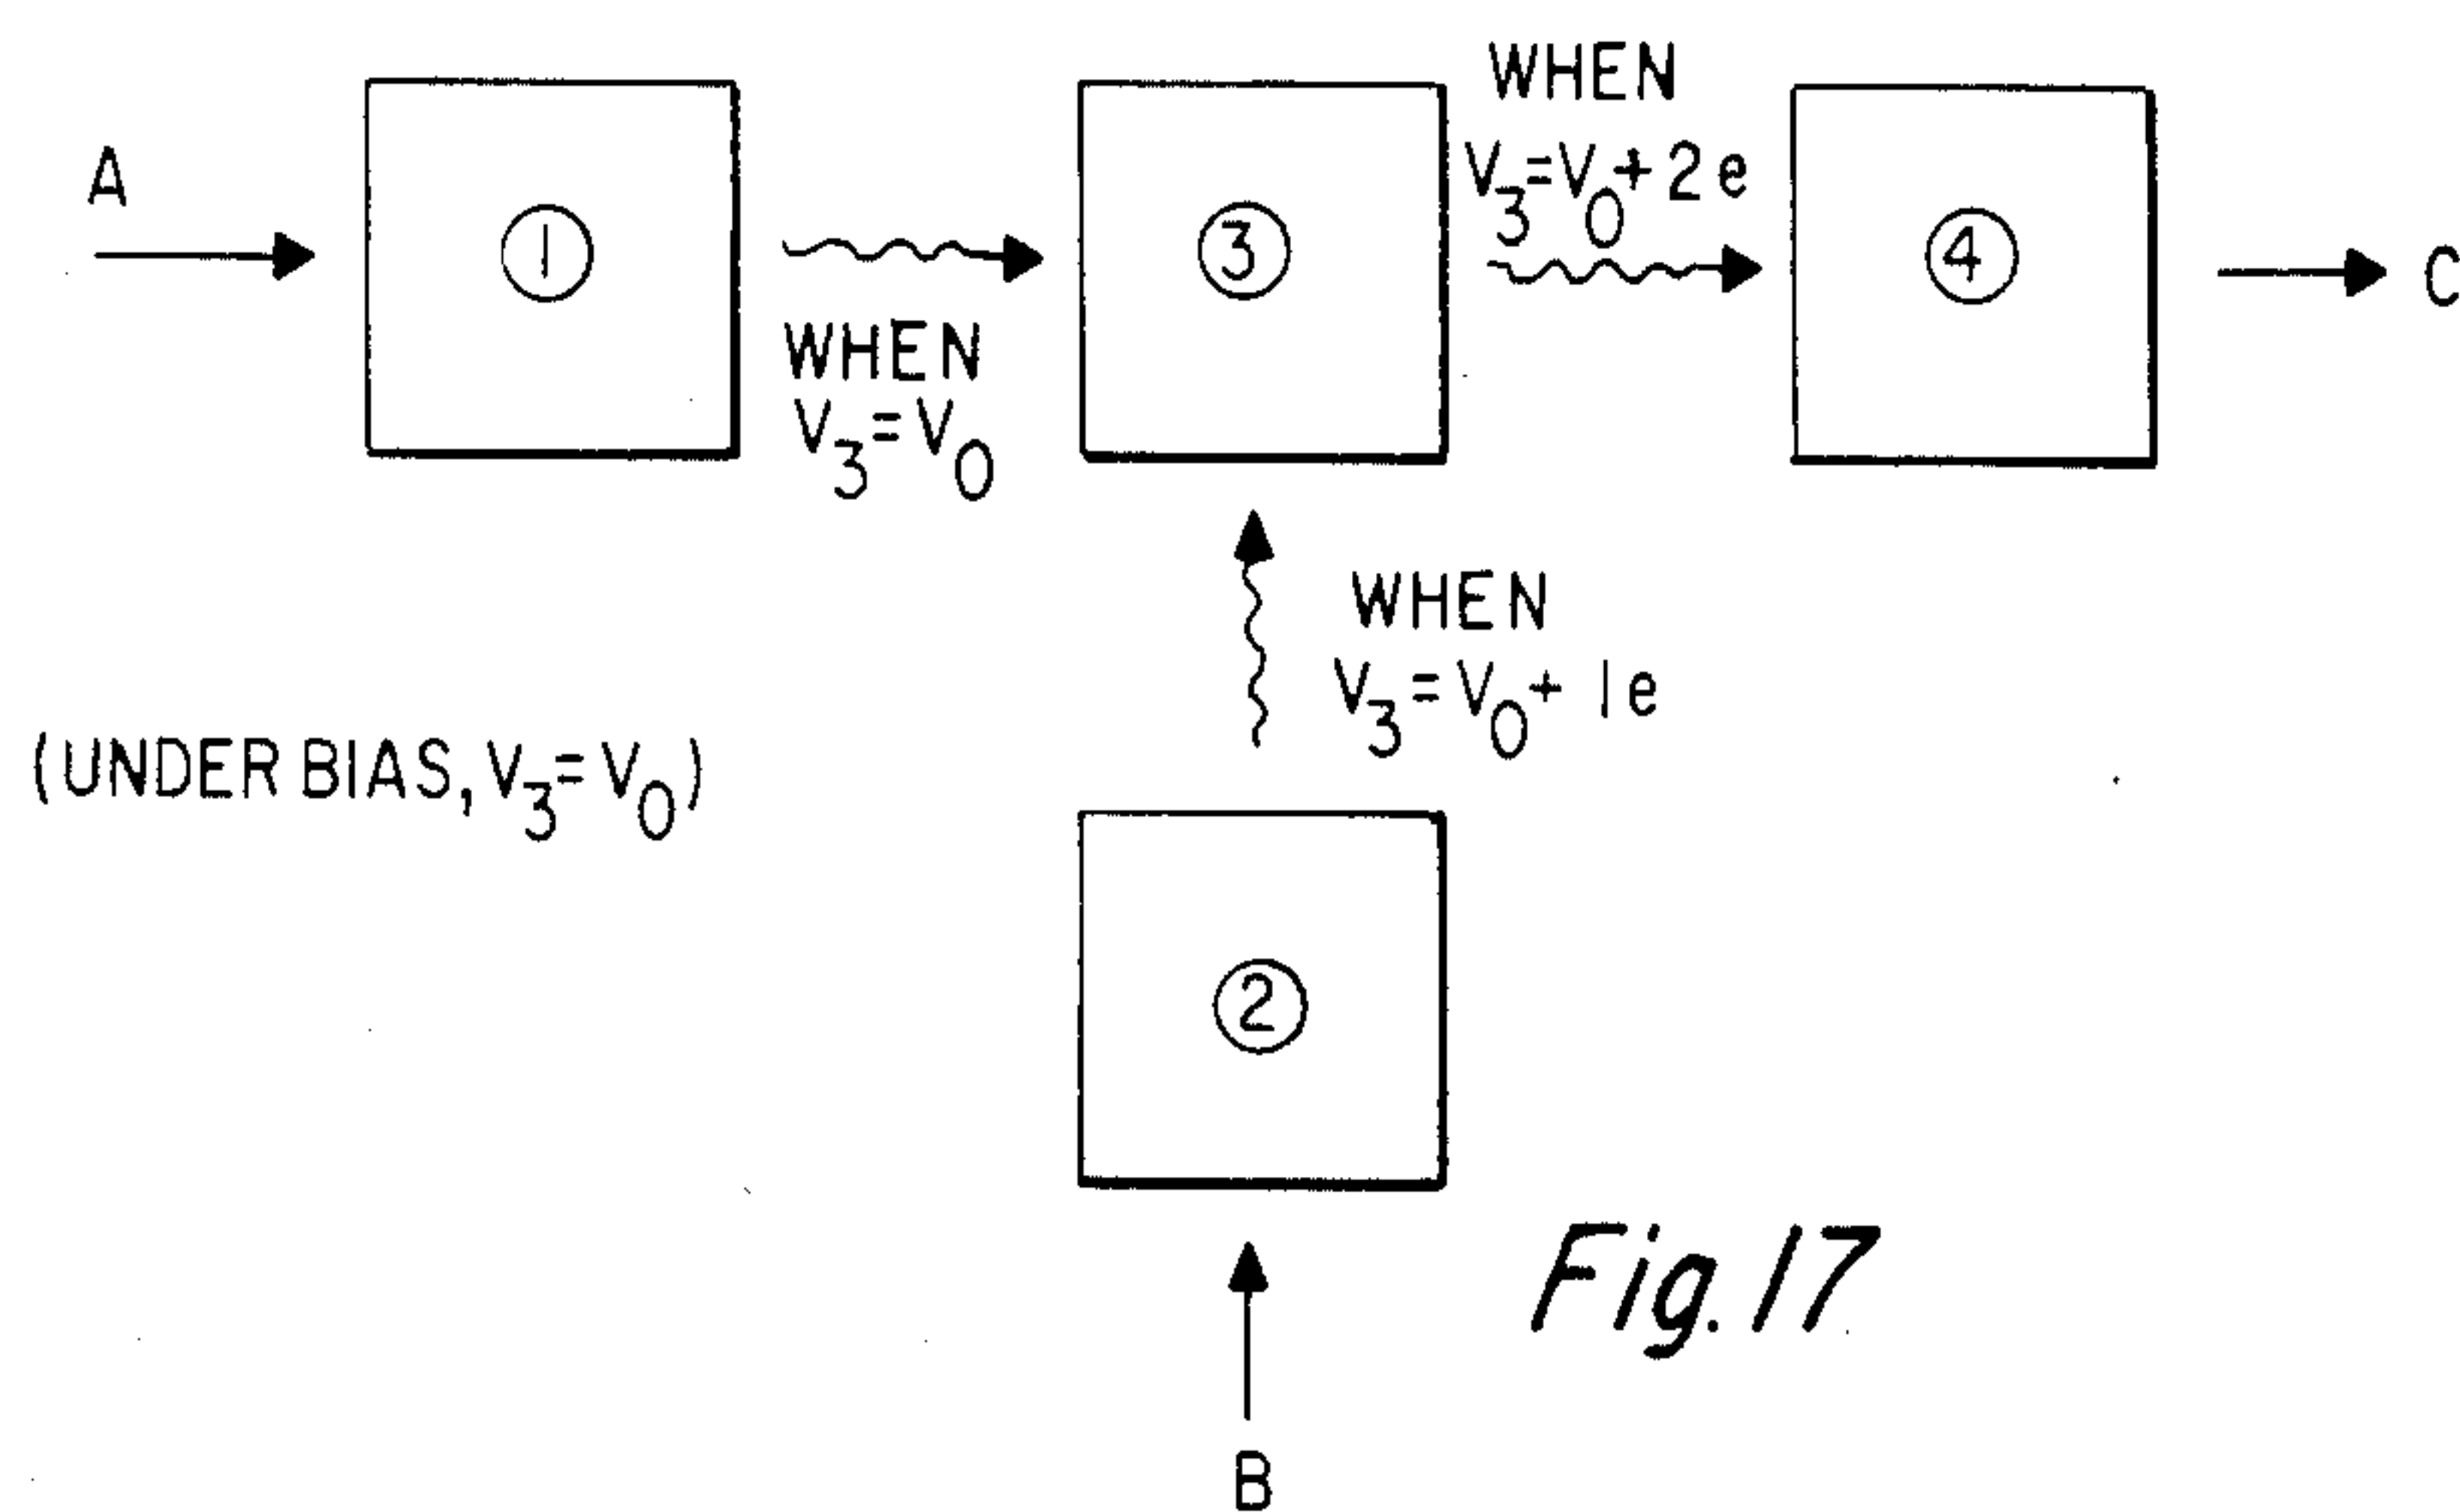 WHEN
V₃=V₀+2e
A
①
③
④
C
WHEN
V₃=V₀
WHEN
V₃=V₀+1e
(UNDER BIAS, V₃=V₀)
②
Fig. 17
B